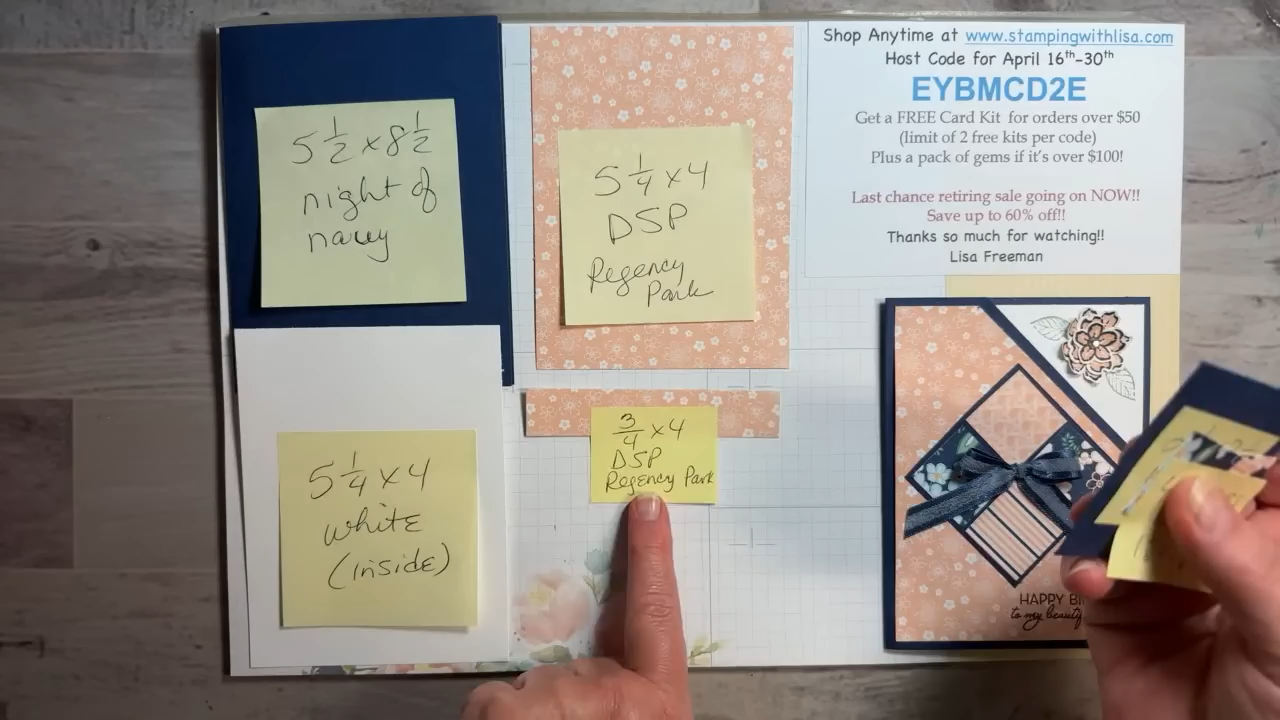 5 1/2 x 8 1/2
night of
navy
5 1/4 x 4
white
(inside)
5 1/4 x 4
DSP
Regency
Park
3/4 x 4
DSP
Regency Park
Shop Anytime at www.stampingwithlisa.com
Host Code for April 16th-30th
EYBMCD2E
Get a FREE Card Kit for orders over $50
(limit of 2 free kits per code)
Plus a pack of gems if it's over $100!
Last chance retiring sale going on NOW!!
Save up to 60% off!!
Thanks so much for watching!!
Lisa Freeman
HAPPY
to my